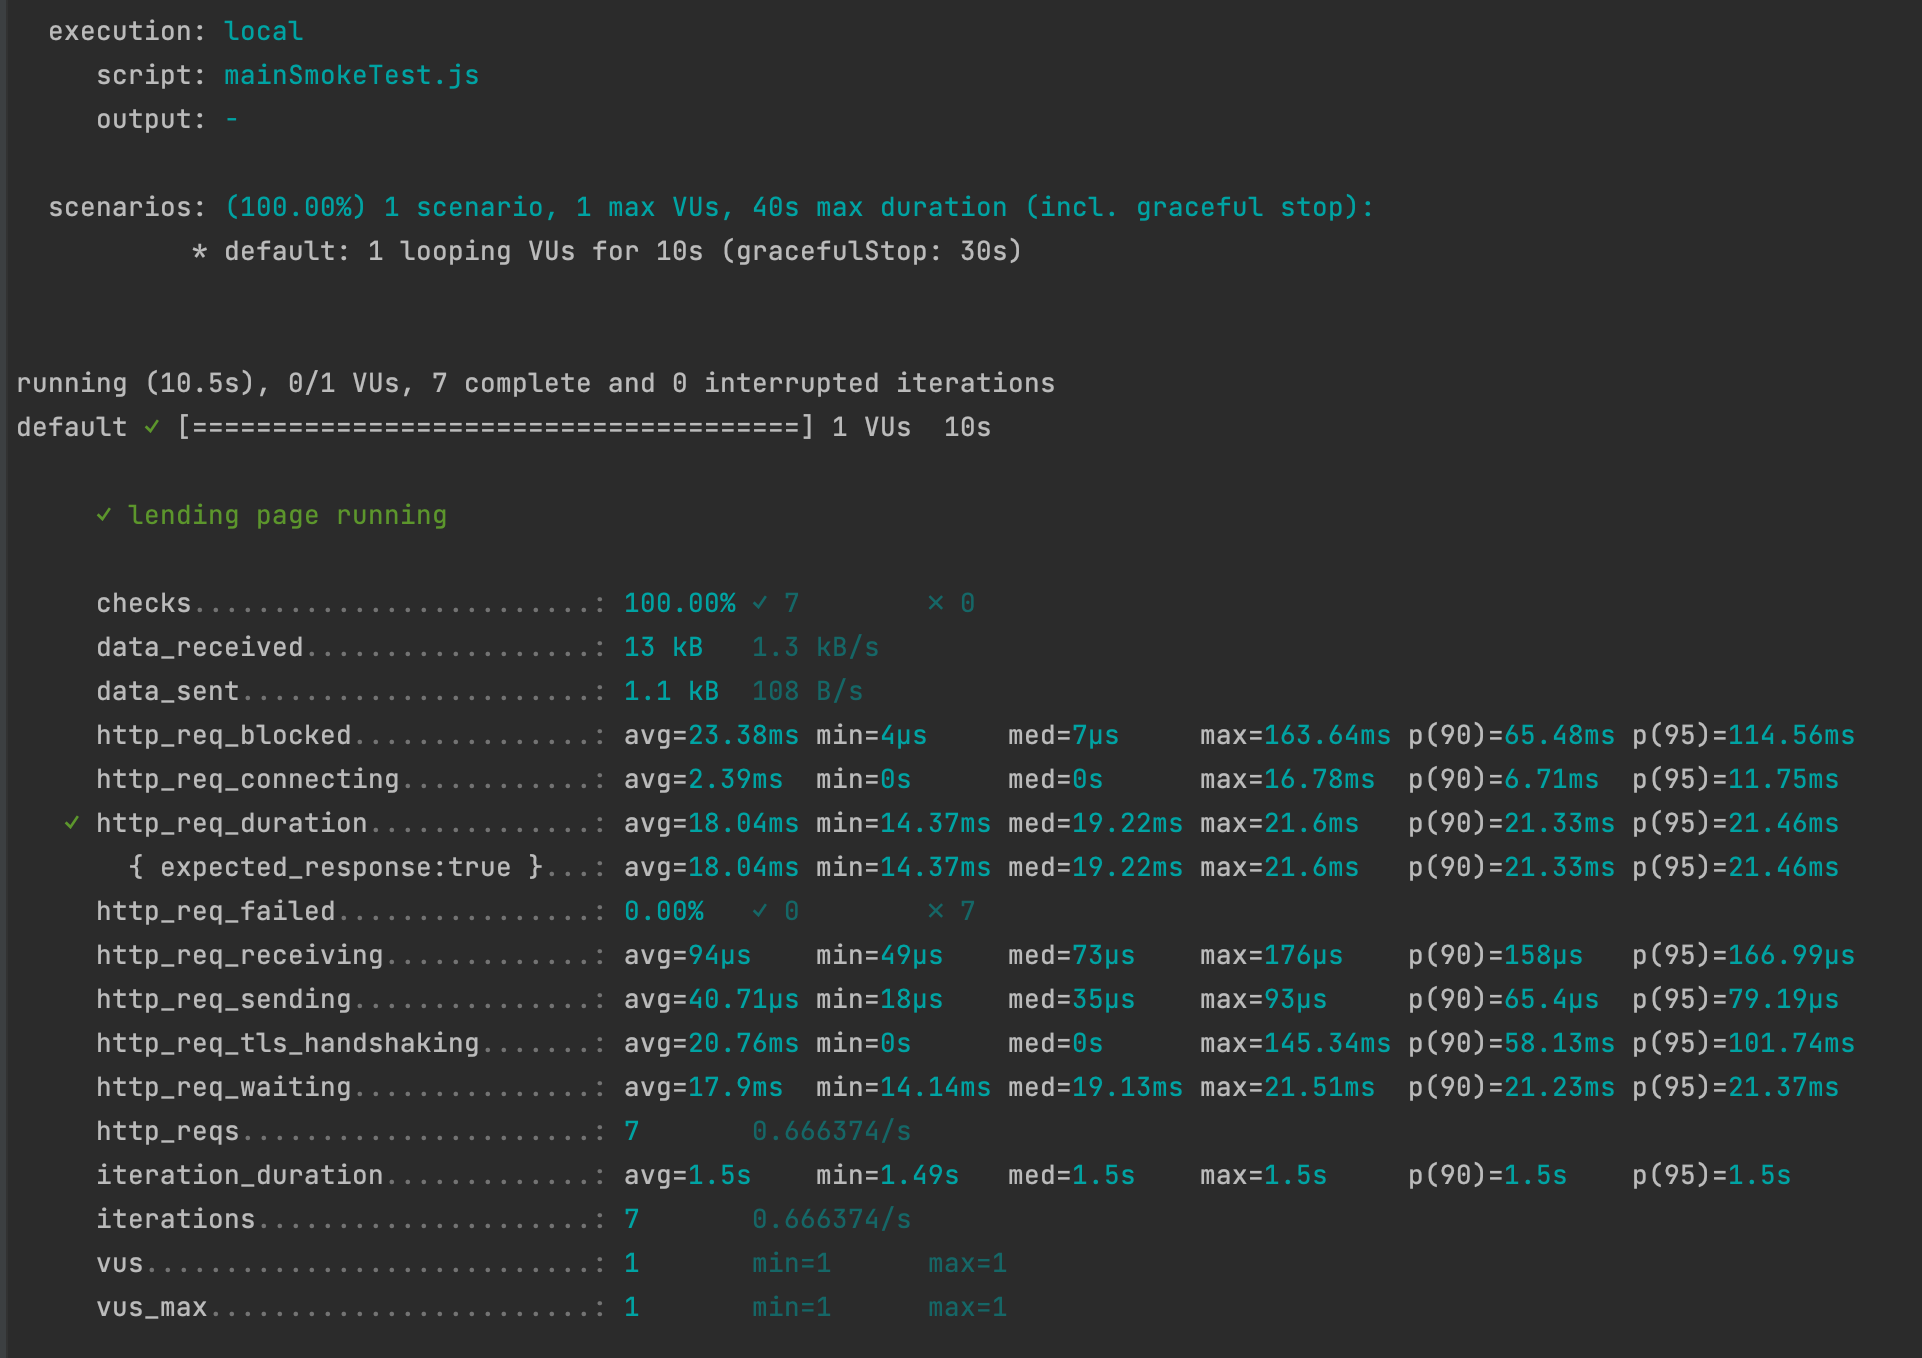 execution: local
script: mainSmokeTest.js
output: -
scenarios: (100.00%) 1 scenario, 1 max VUs, 40s max duration (incl. graceful stop):
* default: 1 looping VUs for 10s (gracefulStop: 30s)
running (10.5s), 0/1 VUs, 7 complete and 0 interrupted iterations
default ✓ [======================================] 1 VUs  10s
✓ lending page running
checks.........................: 100.00% ✓ 7        ✗ 0
data_received..................: 13 kB   1.3 kB/s
data_sent......................: 1.1 kB  108 B/s
http_req_blocked...............: avg=23.38ms min=4µs     med=7µs     max=163.64ms p(90)=65.48ms p(95)=114.56ms
http_req_connecting............: avg=2.39ms  min=0s      med=0s      max=16.78ms  p(90)=6.71ms  p(95)=11.75ms
✓ http_req_duration..............: avg=18.04ms min=14.37ms med=19.22ms max=21.6ms   p(90)=21.33ms p(95)=21.46ms
{ expected_response:true }...: avg=18.04ms min=14.37ms med=19.22ms max=21.6ms   p(90)=21.33ms p(95)=21.46ms
http_req_failed................: 0.00%   ✓ 0        ✗ 7
http_req_receiving.............: avg=94µs    min=49µs    med=73µs    max=176µs    p(90)=158µs   p(95)=166.99µs
http_req_sending...............: avg=40.71µs min=18µs    med=35µs    max=93µs     p(90)=65.4µs  p(95)=79.19µs
http_req_tls_handshaking.......: avg=20.76ms min=0s      med=0s      max=145.34ms p(90)=58.13ms p(95)=101.74ms
http_req_waiting...............: avg=17.9ms  min=14.14ms med=19.13ms max=21.51ms  p(90)=21.23ms p(95)=21.37ms
http_reqs......................: 7       0.666374/s
iteration_duration.............: avg=1.5s    min=1.49s   med=1.5s    max=1.5s     p(90)=1.5s    p(95)=1.5s
iterations.....................: 7       0.666374/s
vus............................: 1       min=1      max=1
vus_max........................: 1       min=1      max=1